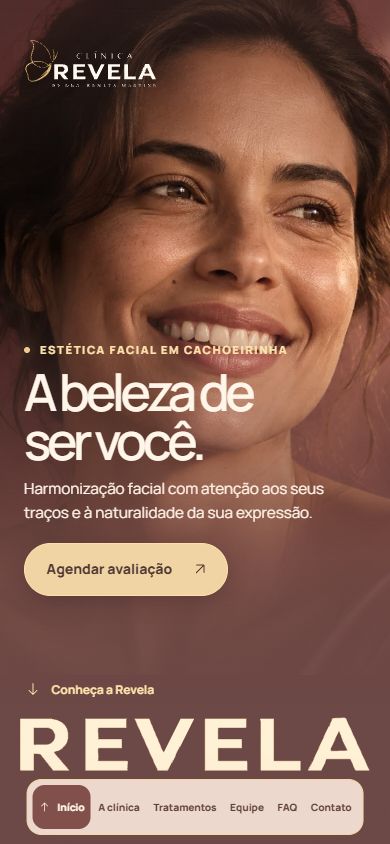 CLÍNICA
REVELA
ESTÉTICA FACIAL EM CACHOEIRINHA
A beleza de
ser você.
Harmonização facial com atenção aos seus
traços e à naturalidade da sua expressão.
Agendar avaliação
Conheça a Revela
REVELA
Início A clínica Tratamentos Equipe FAQ Contato